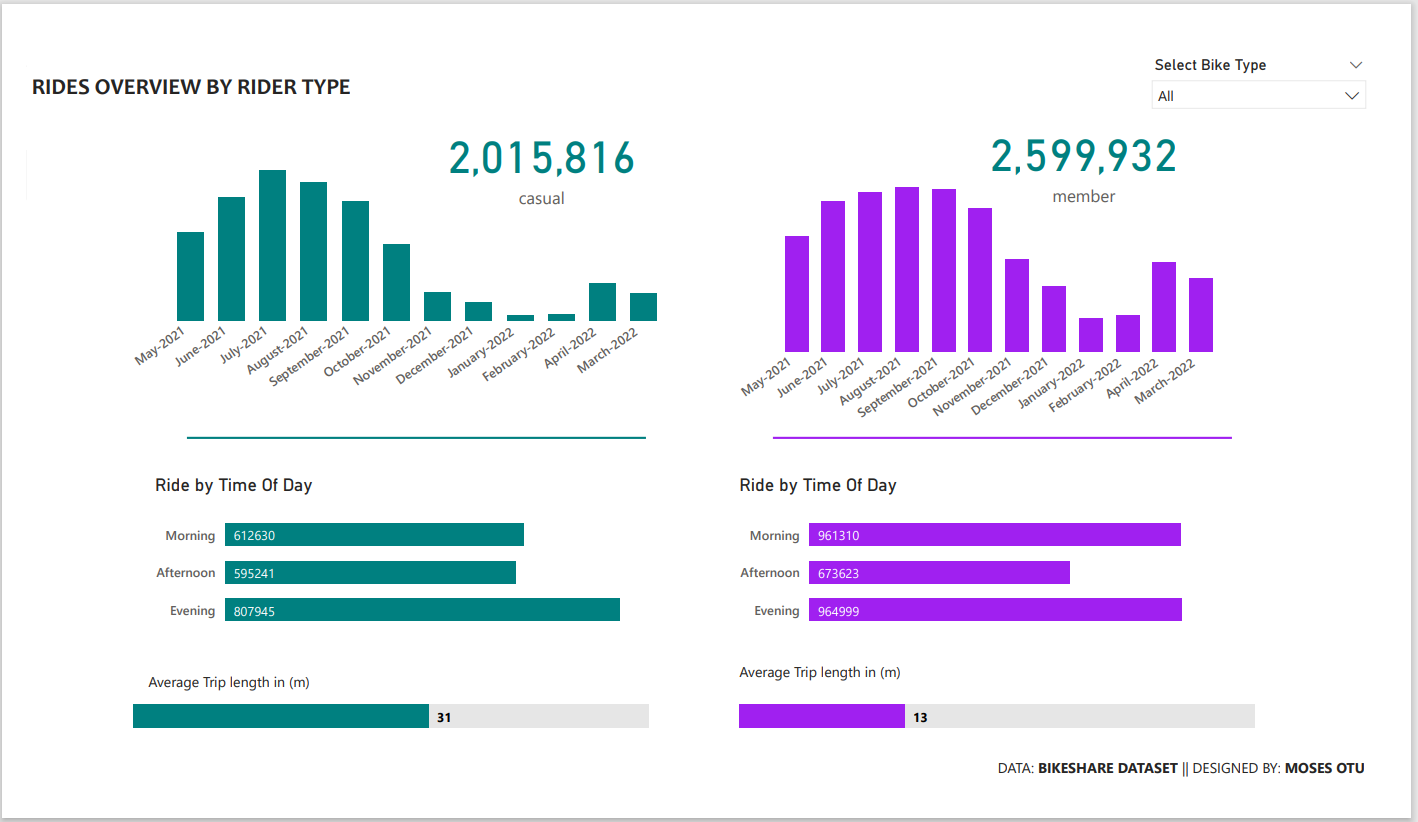 Select Bike Type
RIDES OVERVIEW BY RIDER TYPE
All
2,015,816
casual
May-2021
June-2021
July-2021
August-2021
September-2021
October-2021
November-2021
December-2021
January-2022
February-2022
April-2022
March-2022
2,599,932
member
May-2021
June-2021
July-2021
August-2021
September-2021
October-2021
November-2021
December-2021
January-2022
February-2022
April-2022
March-2022
Ride by Time Of Day
Morning 612630
Afternoon 595241
Evening 807945
Ride by Time Of Day
Morning 961310
Afternoon 673623
Evening 964999
Average Trip length in (m)
31
Average Trip length in (m)
13
DATA: BIKESHARE DATASET || DESIGNED BY: MOSES OTU